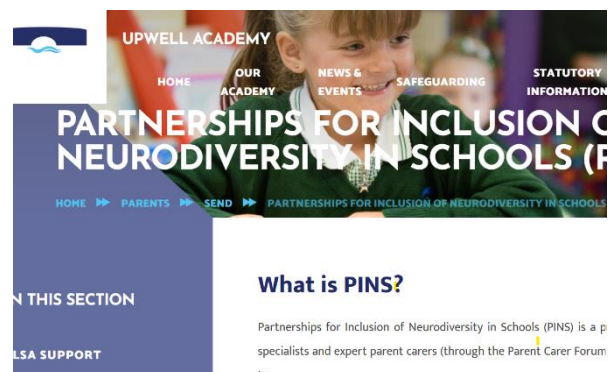 UPWELL ACADEMY
HOME
OUR ACADEMY
NEWS & EVENTS
SAFEGUARDING
STATUTORY INFORMATION
PARTNERSHIPS FOR INCLUSION O
NEURODIVERSITY IN SCHOOLS (P
HOME PARENTS SEND PARTNERSHIPS FOR INCLUSION OF NEURODIVERSITY IN SCHOOLS
What is PINS?
N THIS SECTION
Partnerships for Inclusion of Neurodiversity in Schools (PINS) is a p
specialists and expert parent carers (through the Parent Carer Forum
LSA SUPPORT